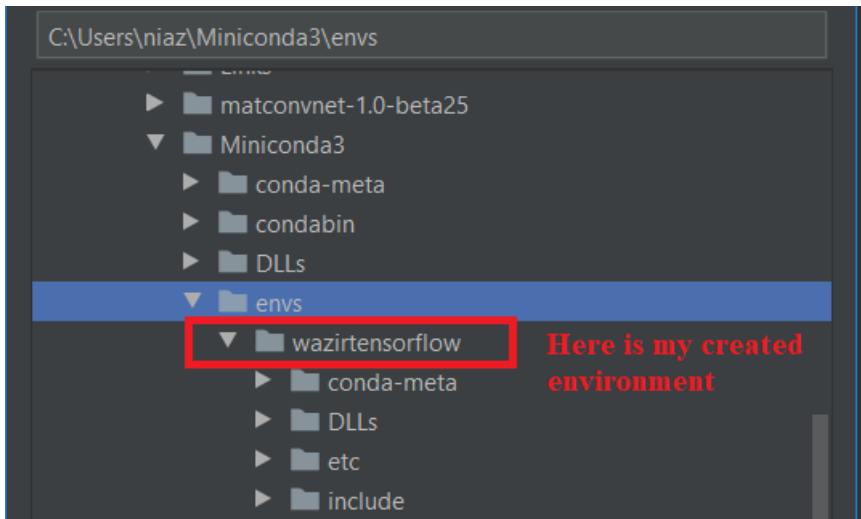 C:\Users\niaz\Miniconda3\envs
Links
matconvnet-1.0-beta25
Miniconda3
conda-meta
condabin
DLLs
envs
wazirtensorflow
Here is my created
environment
conda-meta
DLLs
etc
include